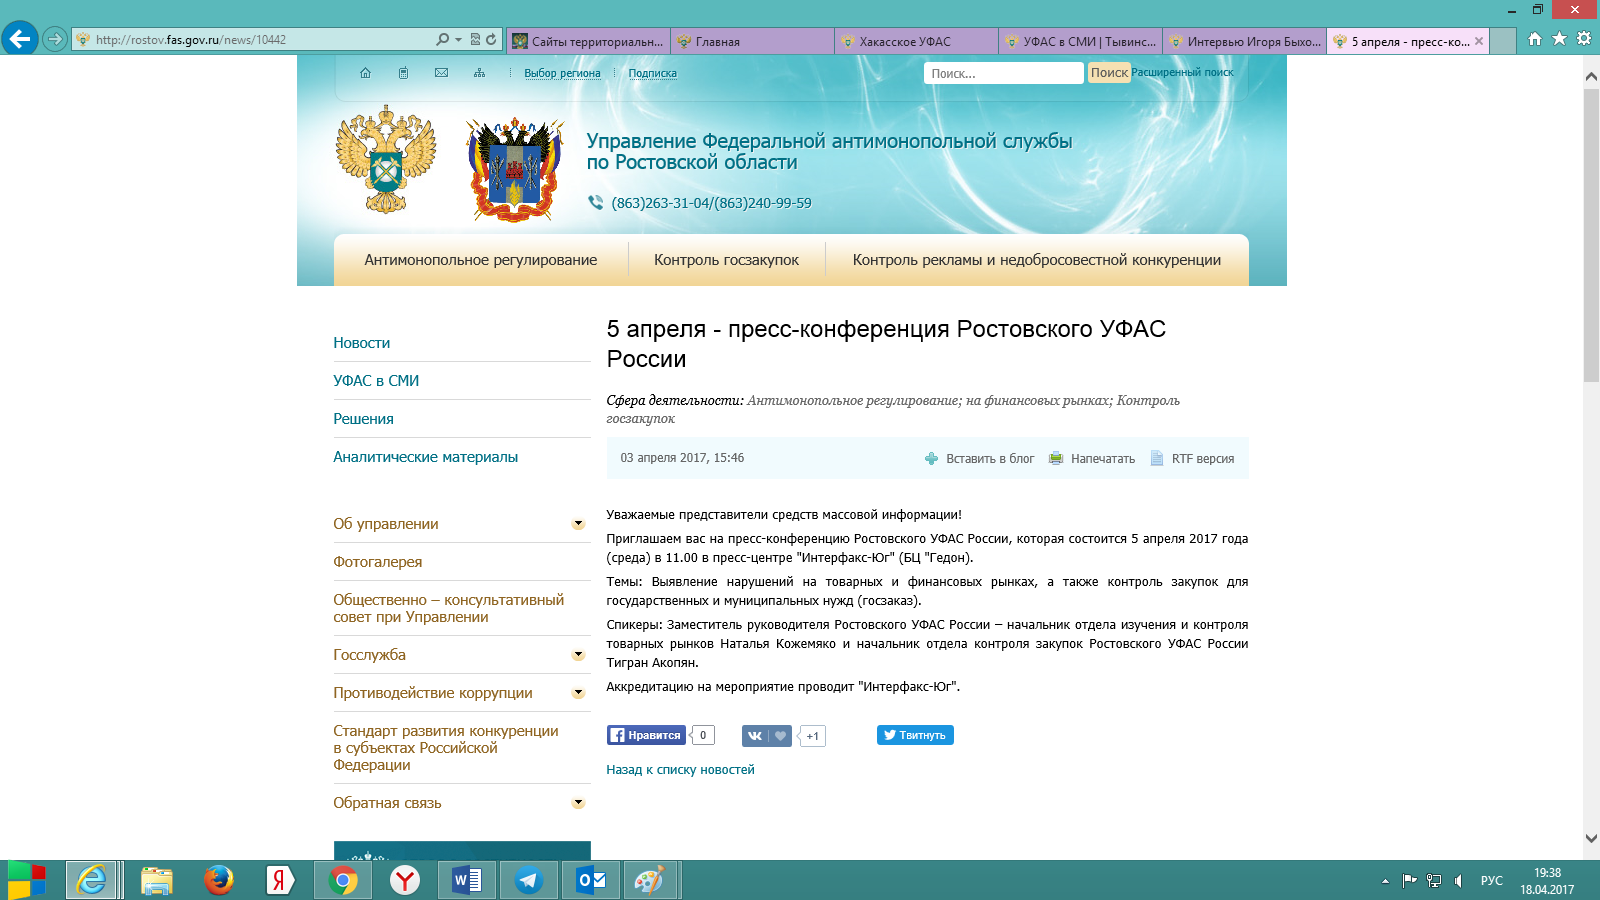 http://rostov.fas.gov.ru/news/10442
Сайты территориальн...
Главная
Хакасское УФАС
УФАС в СМИ | Тывинс...
Интервью Игоря Быхо...
5 апреля - пресс-ко...
Выбор региона
Подписка
Поиск...
Поиск
Расширенный поиск
Управление Федеральной антимонопольной службы
по Ростовской области
(863)263-31-04/(863)240-99-59
Антимонопольное регулирование
Контроль госзакупок
Контроль рекламы и недобросовестной конкуренции
Новости
УФАС в СМИ
Решения
Аналитические материалы
Об управлении
Фотогалерея
Общественно – консультативный
совет при Управлении
Госслужба
Противодействие коррупции
Стандарт развития конкуренции
в субъектах Российской
Федерации
Обратная связь
5 апреля - пресс-конференция Ростовского УФАС
России
Сфера деятельности: Антимонопольное регулирование; на финансовых рынках; Контроль
госзакупок
03 апреля 2017, 15:46
Вставить в блог
Напечатать
RTF версия
Уважаемые представители средств массовой информации!
Приглашаем вас на пресс-конференцию Ростовского УФАС России, которая состоится 5 апреля 2017 года
(среда) в 11.00 в пресс-центре "Интерфакс-Юг" (БЦ "Гедон).
Темы: Выявление нарушений на товарных и финансовых рынках, а также контроль закупок для
государственных и муниципальных нужд (госзаказ).
Спикеры: Заместитель руководителя Ростовского УФАС России – начальник отдела изучения и контроля
товарных рынков Наталья Кожемяко и начальник отдела контроля закупок Ростовского УФАС России
Тигран Акопян.
Аккредитацию на мероприятие проводит "Интерфакс-Юг".
Нравится
0
+1
Твитнуть
Назад к списку новостей
РУС
19:38
18.04.2017